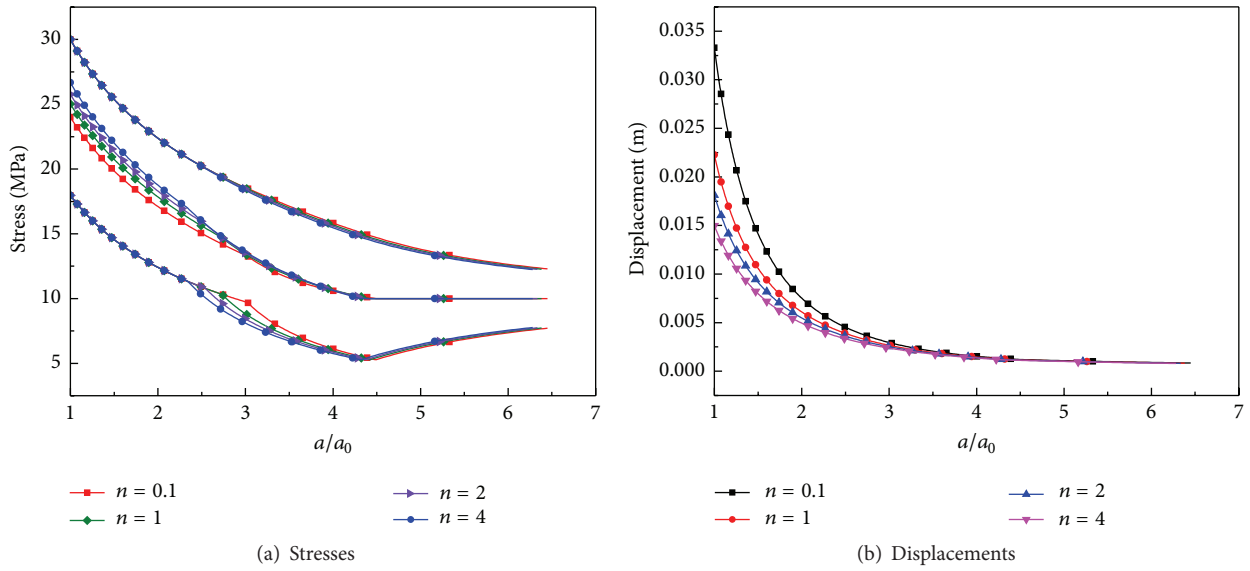 30
25
20
15
10
5
Stress (MPa)
1
2
3
4
5
6
7
a/a0
n = 0.1
n = 1
n = 2
n = 4
(a) Stresses
0.035
0.030
0.025
0.020
0.015
0.010
0.005
0.000
Displacement (m)
1
2
3
4
5
6
7
a/a0
n = 0.1
n = 1
n = 2
n = 4
(b) Displacements